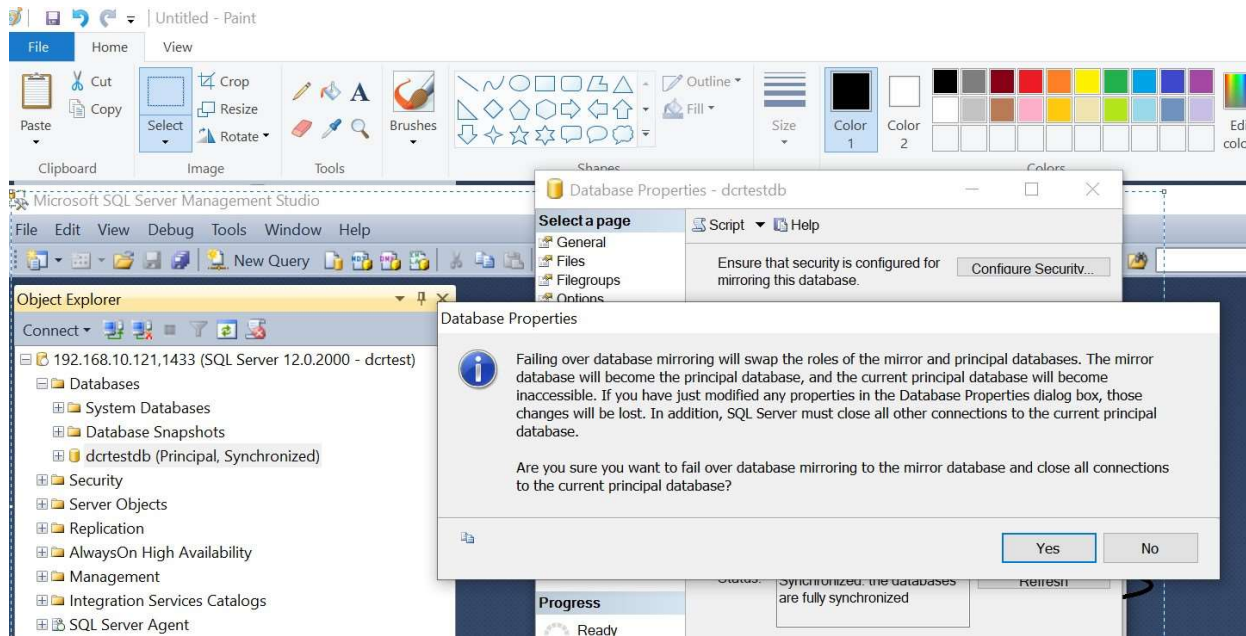 Untitled - Paint
File Home View
Cut
Copy
Paste
Clipboard
Select
Crop
Resize
Rotate
Image
Tools
Brushes
Shapes
Outline
Fill
Size
Color
1
Color
2
Colors
Microsoft SQL Server Management Studio
File Edit View Debug Tools Window Help
New Query
Object Explorer
Connect
192.168.10.121,1433 (SQL Server 12.0.2000 - dcrtest)
Databases
System Databases
Database Snapshots
dcrtestdb (Principal, Synchronized)
Security
Server Objects
Replication
AlwaysOn High Availability
Management
Integration Services Catalogs
SQL Server Agent
Database Properties - dcrtestdb
Select a page
General
Files
Filegroups
Options
Script Help
Ensure that security is configured for
mirroring this database.
Configure Security...
Database Properties
Failing over database mirroring will swap the roles of the mirror and principal databases. The mirror
database will become the principal database, and the current principal database will become
inaccessible. If you have just modified any properties in the Database Properties dialog box, those
changes will be lost. In addition, SQL Server must close all other connections to the current principal
database.
Are you sure you want to fail over database mirroring to the mirror database and close all connections
to the current principal database?
Yes No
Status: Synchronized: the databases
are fully synchronized
Refresh
Progress
Ready